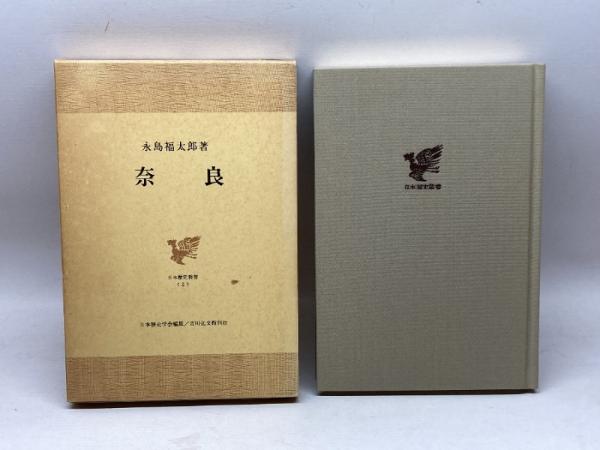 永島福太郎著
奈良
日本歴史叢書
日本歴史学会編集／吉川弘文館刊行
日本歴史叢書